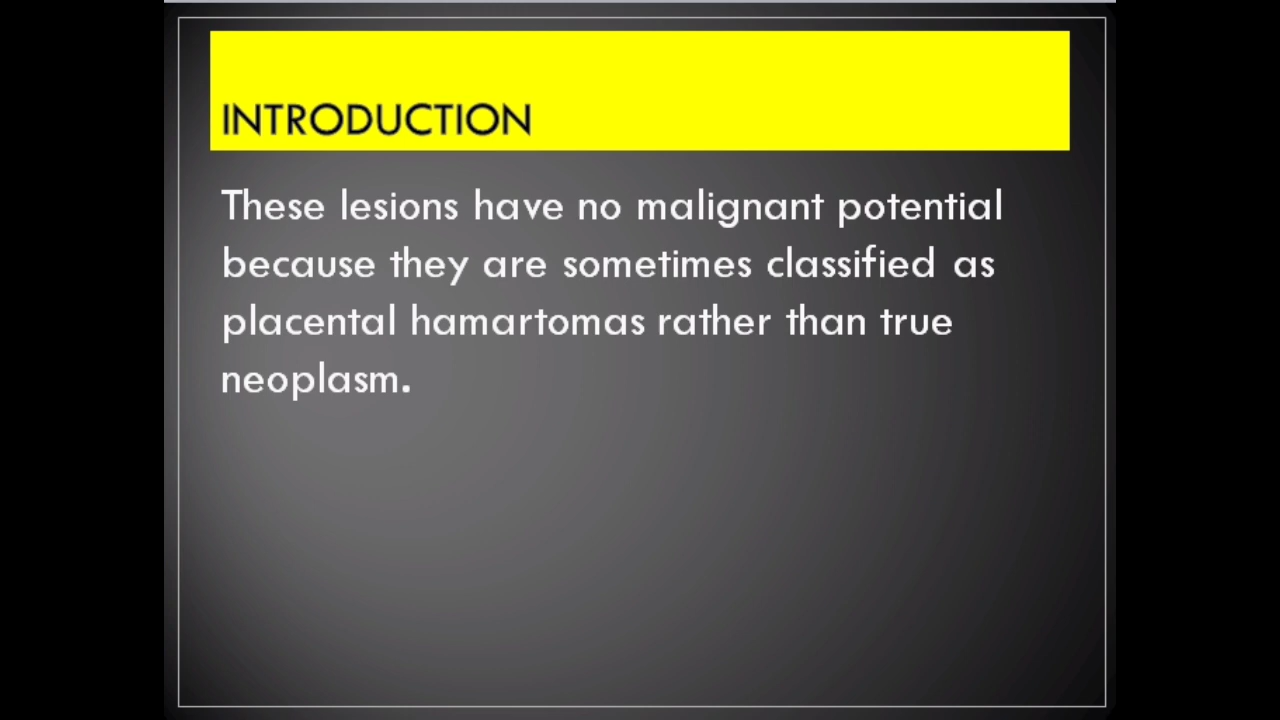 INTRODUCTION
These lesions have no malignant potential
because they are sometimes classified as
placental hamartomas rather than true
neoplasm.